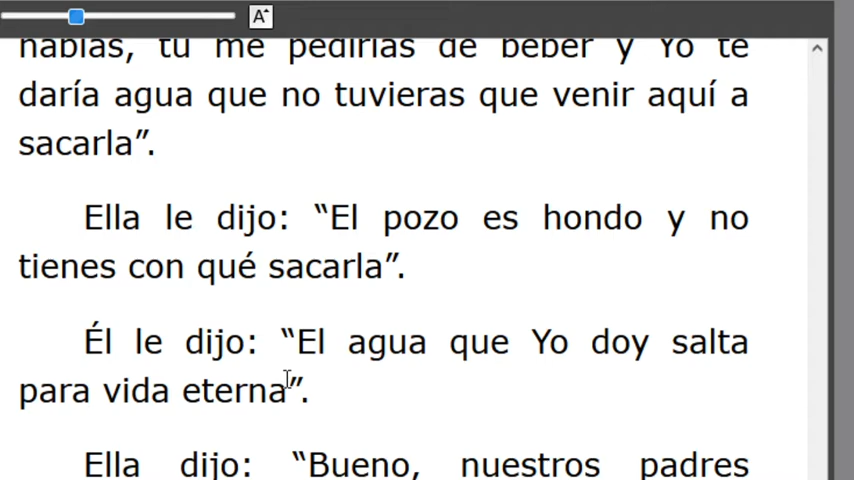 A
hablas, tú me pedirías de beber y Yo te
daría agua que no tuvieras que venir aquí a
sacarla”.
Ella le dijo: “El pozo es hondo y no
tienes con qué sacarla”.
Él le dijo: “El agua que Yo doy salta
para vida eterna”.
Ella dijo: “Bueno, nuestros padres